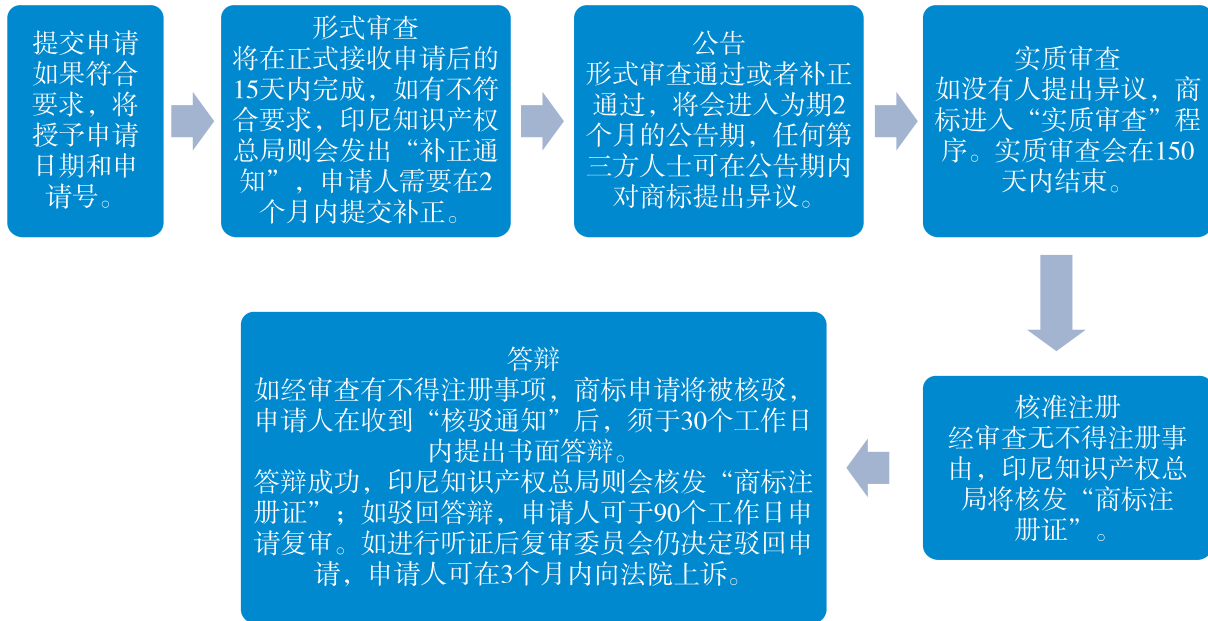 提交申请
如果符合
要求，将
授予申请
日期和申
请号。
形式审查
将在正式接收申请后的
15天内完成，如有不符
合要求，印尼知识产权
总局则会发出“补正通
知”，申请人需要在2
个月内提交补正。
公告
形式审查通过或者补正
通过，将会进入为期2
个月的公告期，任何第
三方人士可在公告期内
对商标提出异议。
实质审查
如没有人提出异议，商
标进入“实质审查”程
序。实质审查会在150
天内结束。
核准注册
经审查无不得注册事
由，印尼知识产权总
局将核发“商标注
册证”。
答辩
如经审查有不得注册事项，商标申请将被核驳，
申请人在收到“核驳通知”后，须于30个工作日
内提出书面答辩。
答辩成功，印尼知识产权总局则会核发“商标注
册证”；如驳回答辩，申请人可于90个工作日申
请复审。如进行听证后复审委员会仍决定驳回申
请，申请人可在3个月内向法院上诉。